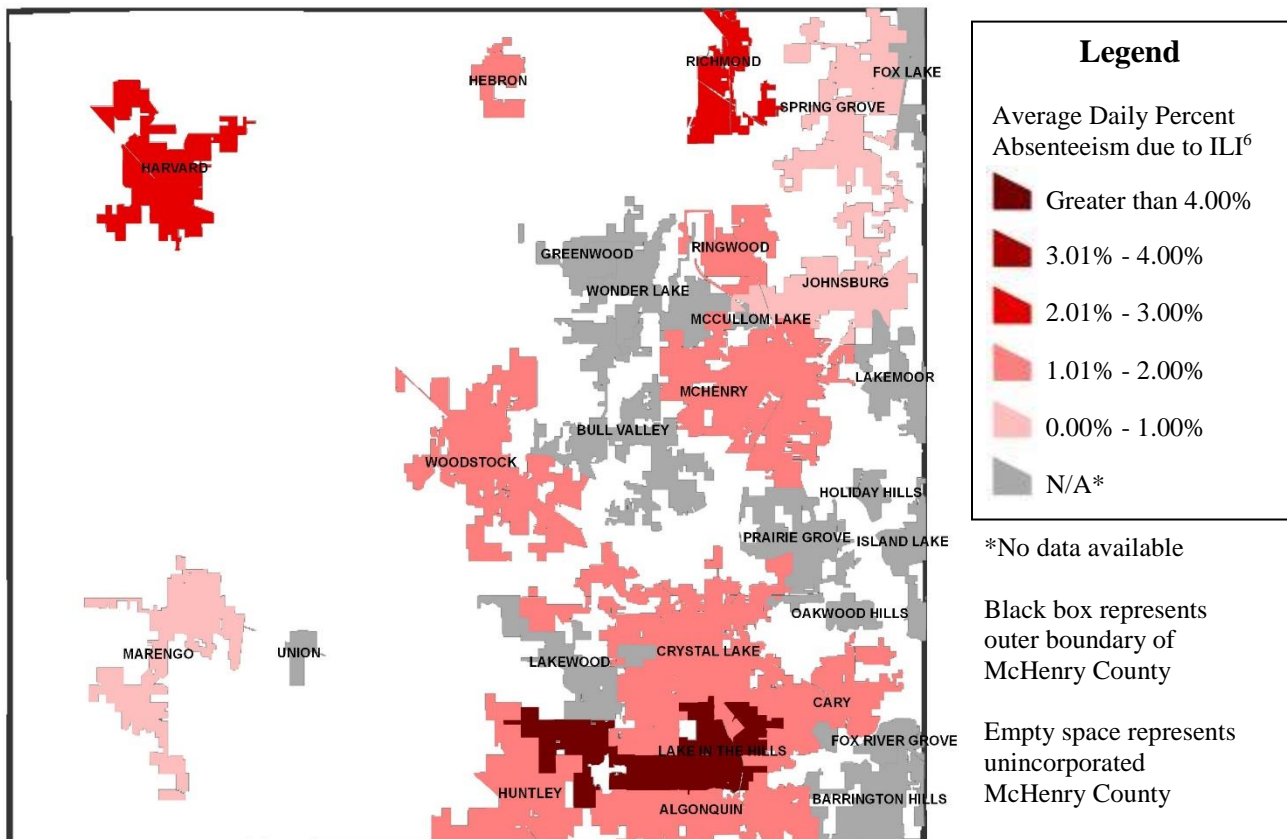 HEBRON
RICHMOND
FOX LAKE
SPRING GROVE
HARVARD
GREENWOOD
RINGWOOD
WONDER LAKE
JOHNSBURG
MCCULLOM LAKE
MCHENRY
LAKEMOOR
BULL VALLEY
WOODSTOCK
HOLIDAY HILLS
PRAIRIE GROVE
ISLAND LAKE
OAKWOOD HILLS
MARENGO
UNION
LAKEWOOD
CRYSTAL LAKE
CARY
FOX RIVER GROVE
LAKE IN THE HILLS
HUNTLEY
ALGONQUIN
BARRINGTON HILLS
Legend
Average Daily Percent
Absenteeism due to ILI⁶
Greater than 4.00%
3.01% - 4.00%
2.01% - 3.00%
1.01% - 2.00%
0.00% - 1.00%
N/A*
*No data available
Black box represents
outer boundary of
McHenry County
Empty space represents
unincorporated
McHenry County